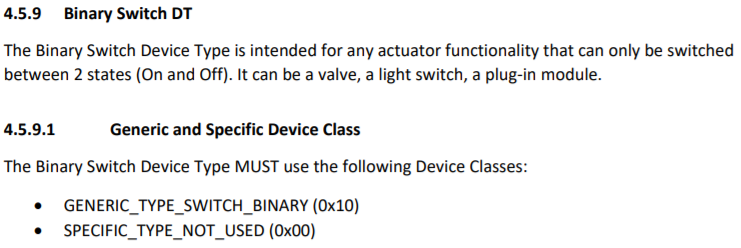 4.5.9 Binary Switch DT
The Binary Switch Device Type is intended for any actuator functionality that can only be switched
between 2 states (On and Off). It can be a valve, a light switch, a plug-in module.
4.5.9.1 Generic and Specific Device Class
The Binary Switch Device Type MUST use the following Device Classes:
• GENERIC_TYPE_SWITCH_BINARY (0x10)
• SPECIFIC_TYPE_NOT_USED (0x00)